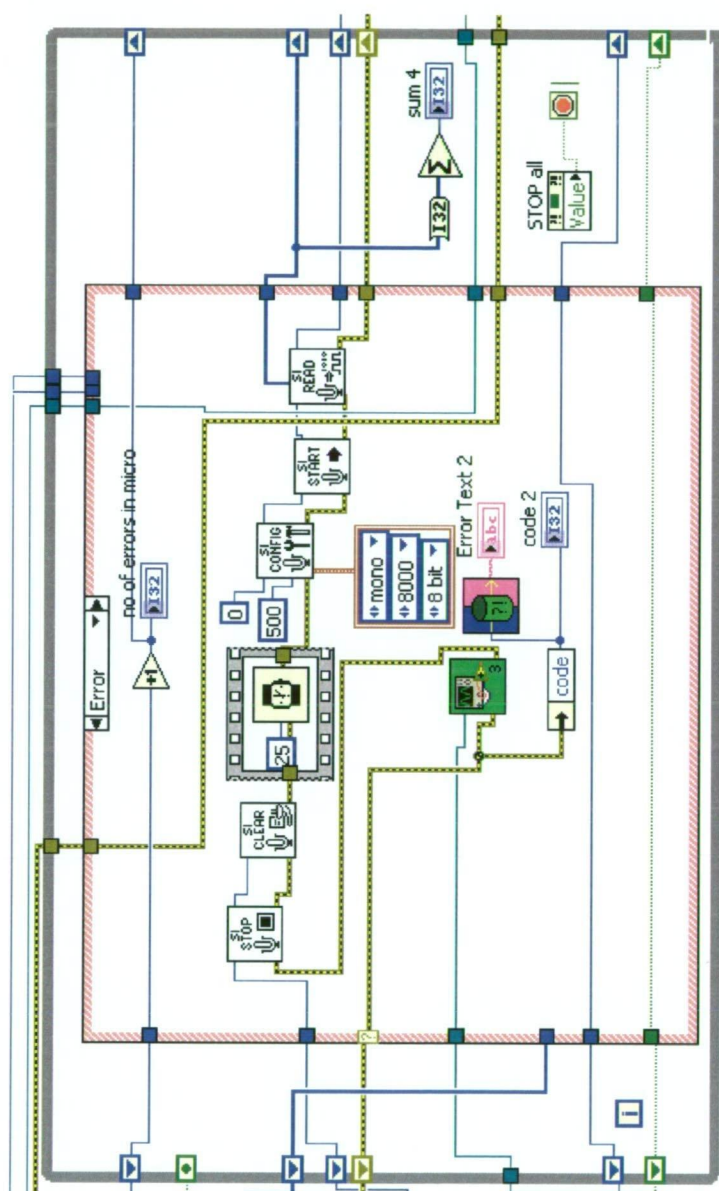 Error
no of errors in micro
I32
+1
SI
STOP
SI
CLEAR
25
0
500
SI
CONFIG
SI
START
SI
READ
mono
8000
8 bit
3
Error Text 2
abc
?!
code
code 2
I32
sum 4
I32
Σ
I32
STOP all
?!
?!
Value
?
i